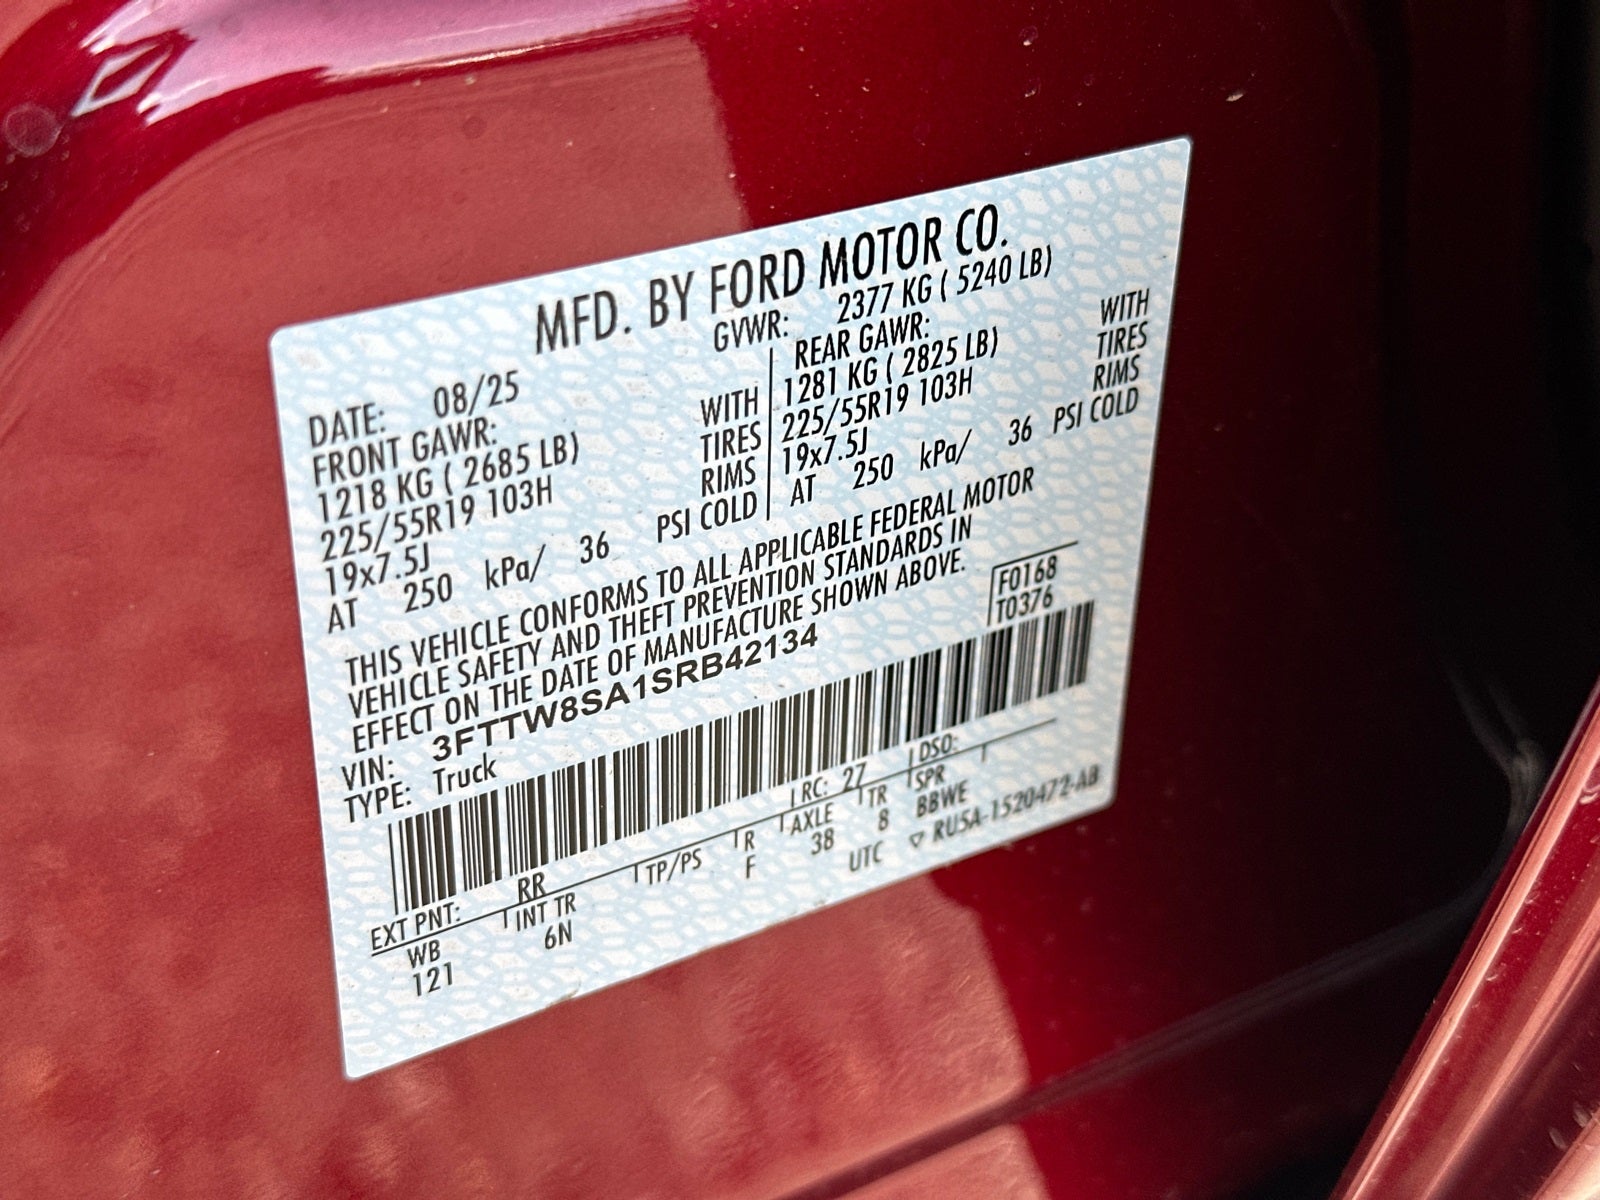 MFD. BY FORD MOTOR CO.
DATE: 08/25 GVWR: 2377 KG ( 5240 LB)
FRONT GAWR: REAR GAWR:
1218 KG ( 2685 LB) WITH 1281 KG ( 2825 LB) WITH
225/55R19 103H TIRES 225/55R19 103H TIRES
19x7.5J RIMS 19x7.5J RIMS
AT 250 kPa/ 36 PSI COLD AT 250 kPa/ 36 PSI COLD
THIS VEHICLE CONFORMS TO ALL APPLICABLE FEDERAL MOTOR
VEHICLE SAFETY AND THEFT PREVENTION STANDARDS IN
EFFECT ON THE DATE OF MANUFACTURE SHOWN ABOVE.
F0168
T0376
VIN: 3FTTW8SA1SRB42134
TYPE: Truck
EXT PNT: RR RC: 27 DSO:
WB INT TR TP/PS R AXLE TR SPR
121 6N F 38 8 BBWE
UTC ▽ RU5A-1520472-AB